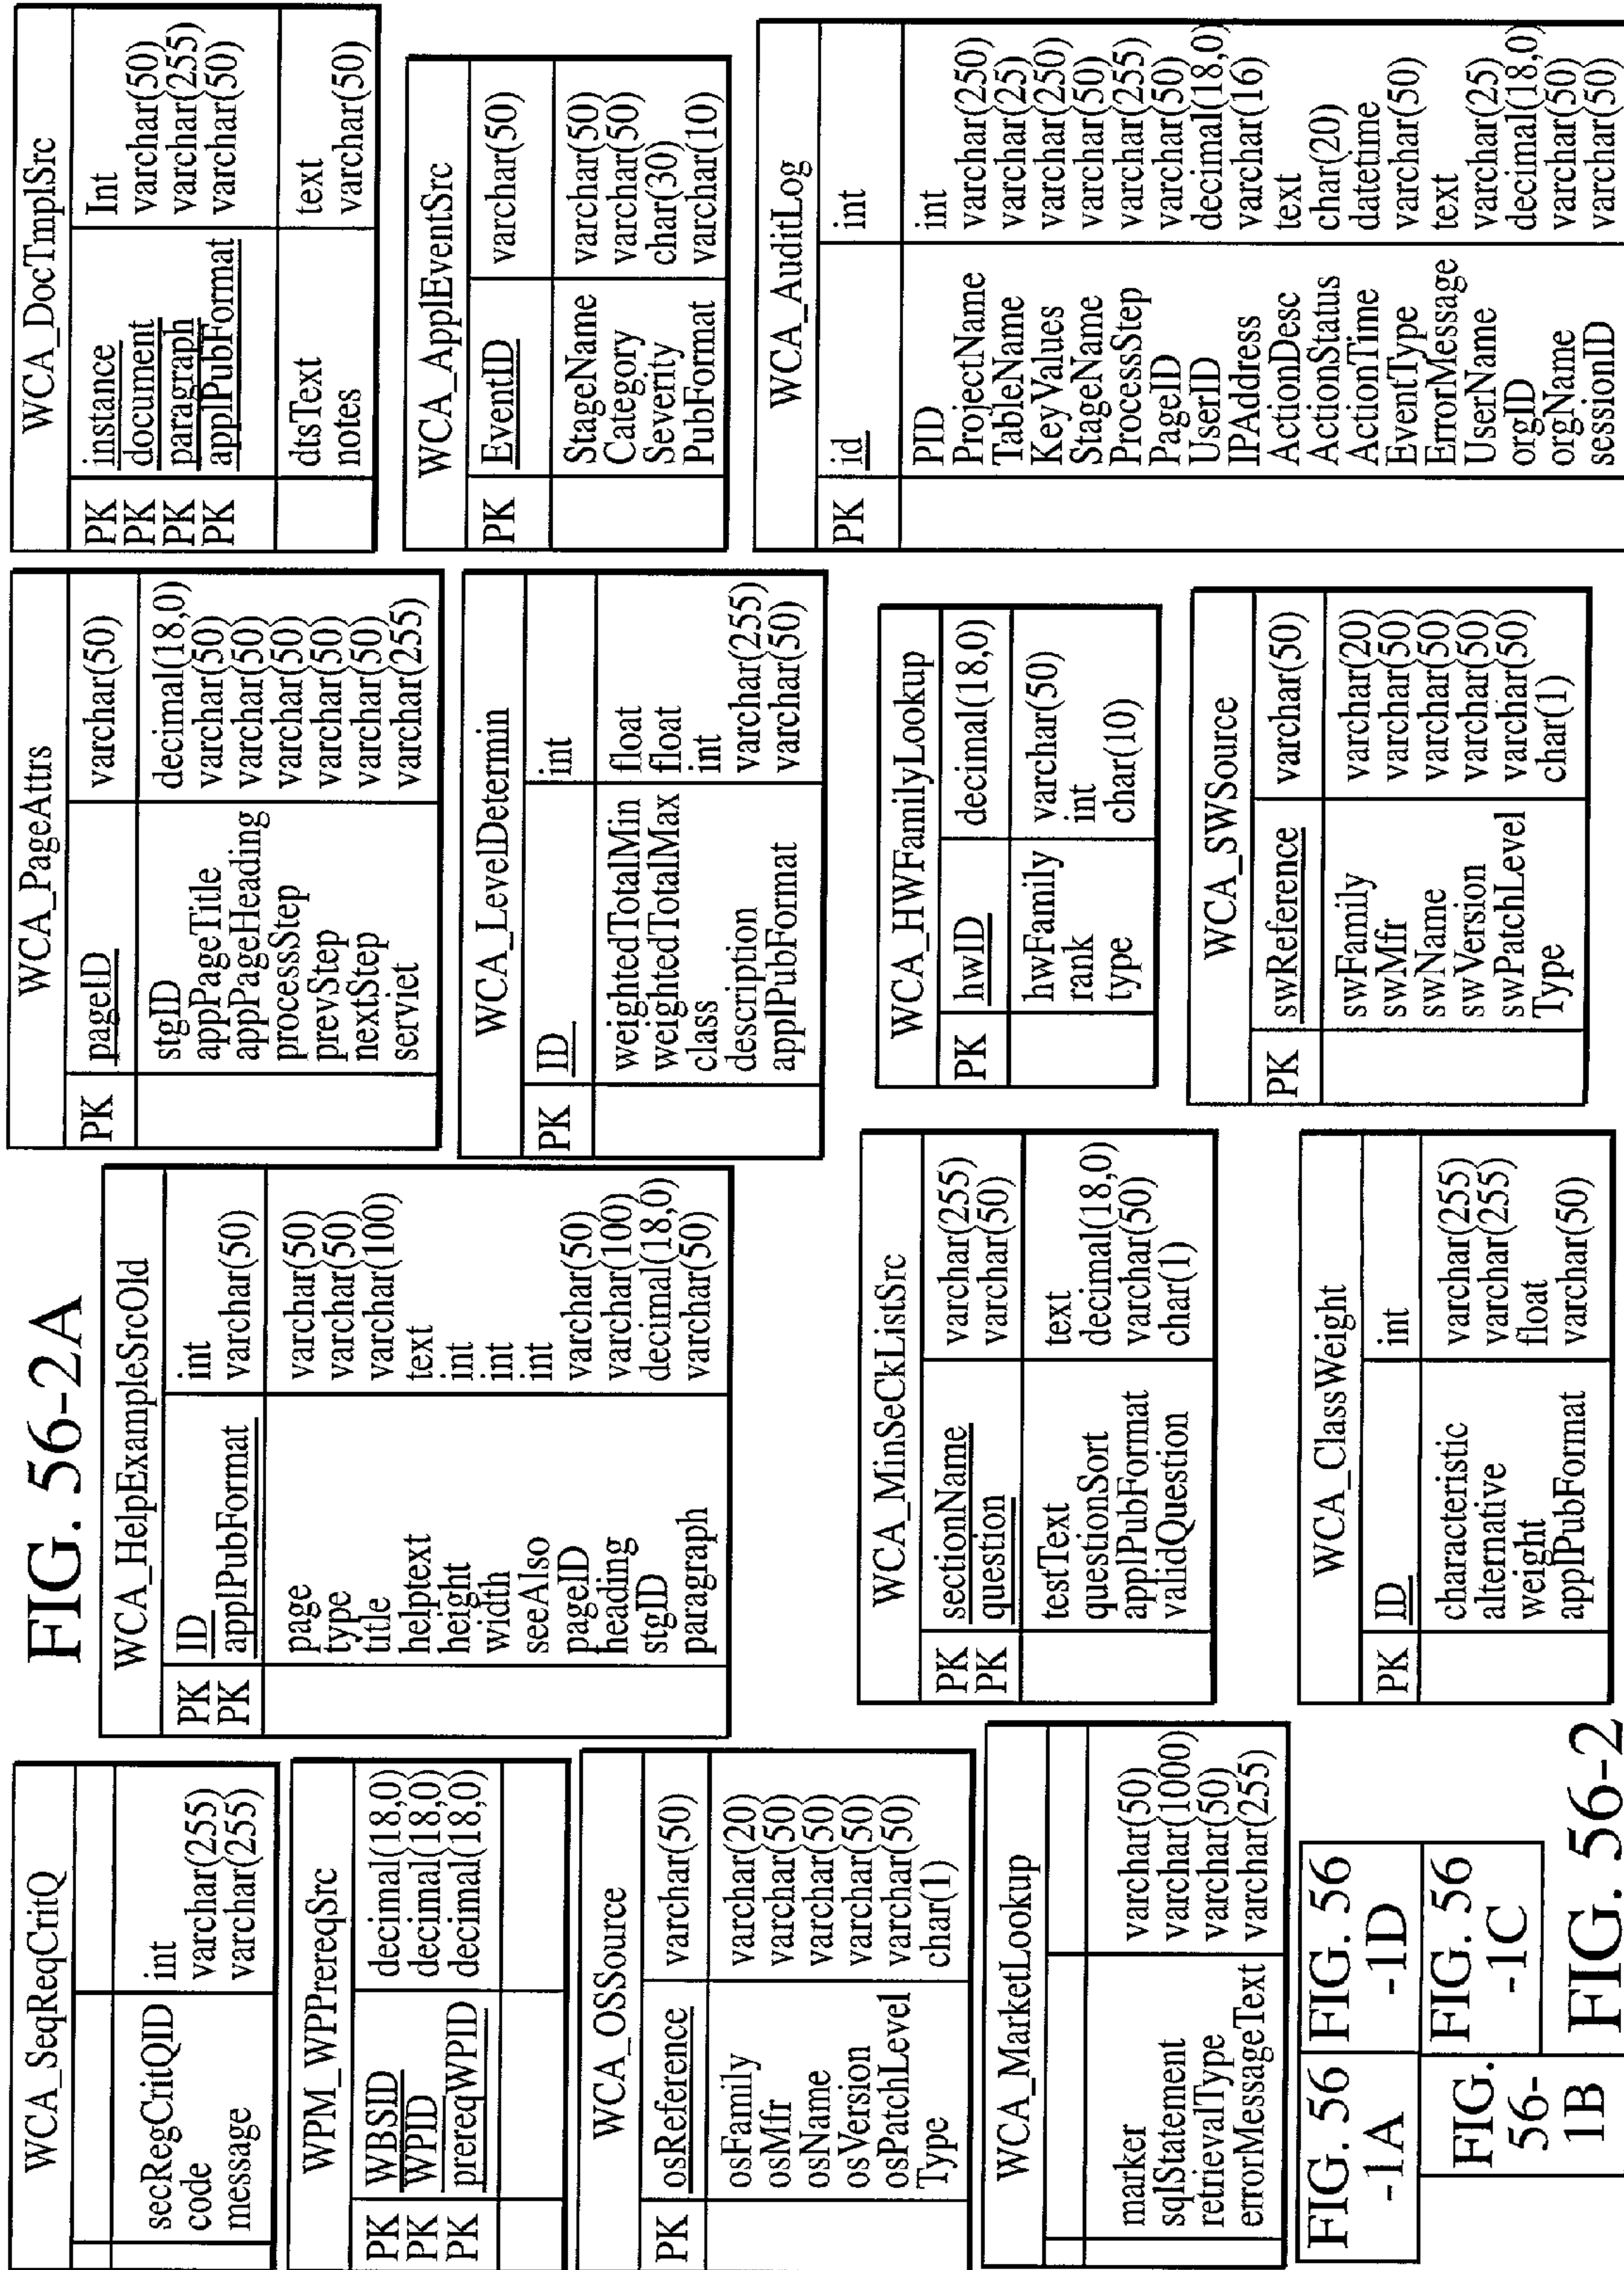 FIG. 56-2A
WCA_SeqReqCritQ
secRegCritQID int
code varchar(255)
message varchar(255)
WPM_WPPrereqSrc
PK WBSID decimal(18,0)
PK WPID decimal(18,0)
PK prereqWPID decimal(18,0)
WCA_OSSource
PK osReference varchar(50)
osFamily varchar(20)
osMfr varchar(50)
osName varchar(50)
osVersion varchar(50)
osPatchLevel varchar(50)
Type char(1)
WCA_MarketLookup
marker varchar(50)
sqlStatement varchar(1000)
retrievalType varchar(50)
errorMessageText varchar(255)
FIG. 56-1A
FIG. 56-1D
FIG. 56-1B
FIG. 56-1C
FIG. 56-2
WCA_HelpExampleSrcOld
PK ID int
PK applPubFormat varchar(50)
page varchar(50)
type varchar(50)
title varchar(100)
helptext text
height int
width int
seeAlso int
pageID varchar(50)
heading varchar(100)
stgID decimal(18,0)
paragraph varchar(50)
WCA_MinSeCkListSrc
PK sectionName varchar(255)
PK question varchar(50)
testText text
questionSort decimal(18,0)
applPubFormat varchar(50)
validQuestion char(1)
WCA_ClassWeight
PK ID int
characteristic varchar(255)
alternative varchar(255)
weight float
applPubFormat varchar(50)
WCA_PageAttrs
PK pageID varchar(50)
stgID decimal(18,0)
appPageTitle varchar(50)
appPageHeading varchar(50)
processStep varchar(50)
prevStep varchar(50)
nextStep varchar(50)
serviet varchar(255)
WCA_LevelDetermin
PK ID int
weightedTotalMin float
weightedTotalMax float
class int
description varchar(255)
applPubFormat varchar(50)
WCA_HWFamilyLookup
PK hwID decimal(18,0)
hwFamily varchar(50)
rank int
type char(10)
WCA_SWSource
PK swReference varchar(50)
swFamily varchar(20)
swMfr varchar(50)
swName varchar(50)
swVersion varchar(50)
swPatchLevel varchar(50)
Type char(1)
WCA_DocTmplSrc
PK instance Int
PK document varchar(50)
PK paragraph varchar(255)
PK applPubFormat varchar(50)
dtsText text
notes varchar(50)
WCA_ApplEventSrc
PK EventID varchar(50)
StageName varchar(50)
Category varchar(50)
Severity char(30)
PubFormat varchar(10)
WCA_AuditLog
PK id int
PID int
ProjectName varchar(250)
TableName varchar(25)
KeyValues varchar(250)
StageName varchar(50)
ProcessStep varchar(255)
PageID varchar(50)
UserID decimal(18,0)
IPAddress varchar(16)
ActionDesc text
ActionStatus char(20)
ActionTime datetime
EventType varchar(50)
ErrorMessage text
UserName varchar(25)
orgID decimal(18,0)
orgName varchar(50)
sessionID varchar(50)